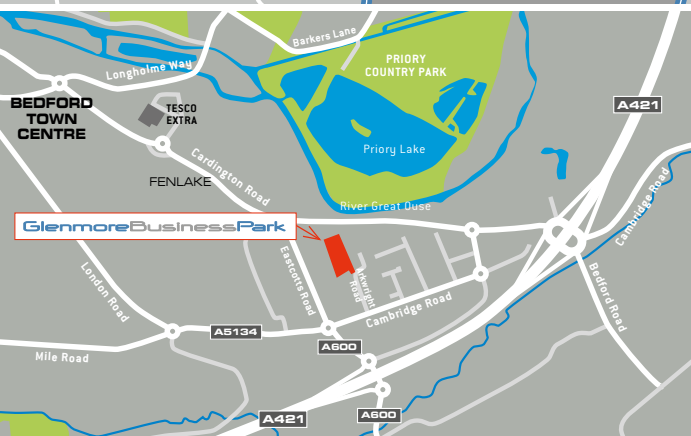 Barkers Lane
Longholme Way
PRIORY
COUNTRY PARK
BEDFORD
TOWN
CENTRE
TESCO
EXTRA
A421
Priory Lake
Cardington Road
FENLAKE
Cambridge Road
River Great Ouse
GlenmoreBusinessPark
London Road
Eastcotts Road
Arkwright
Road
Bedford Road
Cambridge Road
A5134
A600
Mile Road
A421
A600